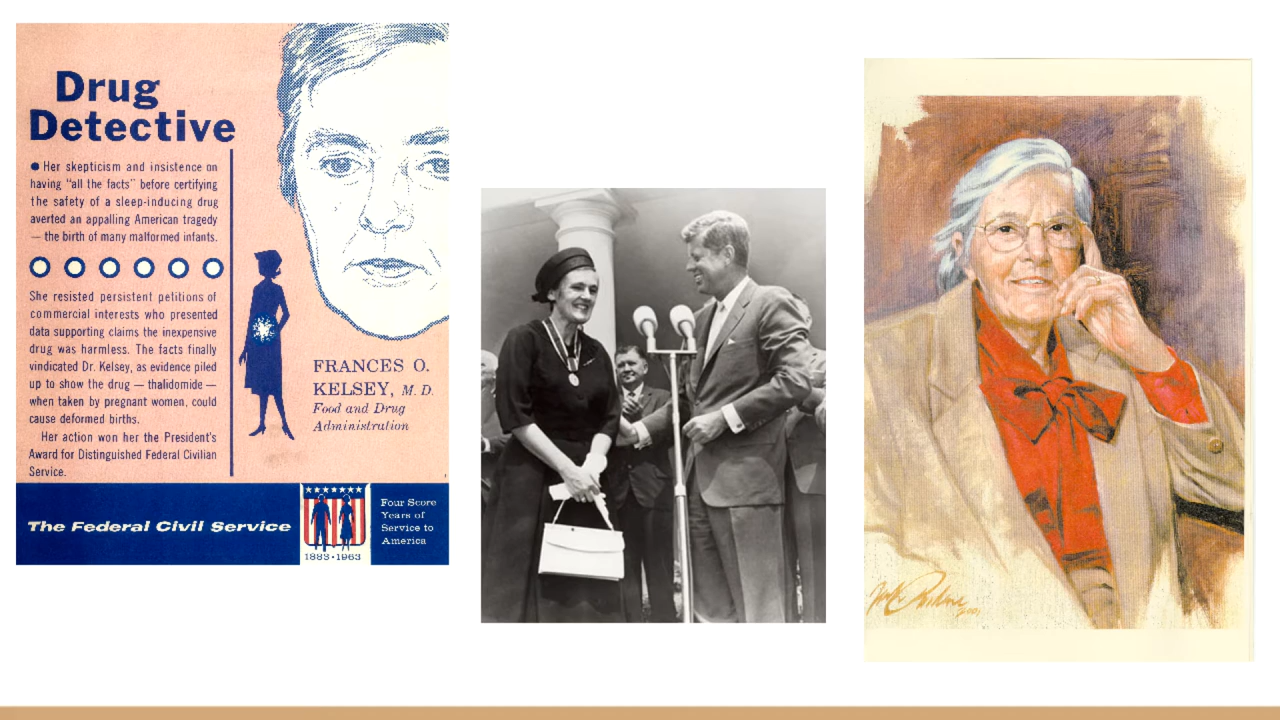 Drug
Detective
● Her skepticism and insistence on
having "all the facts" before certifying
the safety of a sleep-inducing drug
averted an appalling American tragedy
— the birth of many malformed infants.
She resisted persistent petitions of
commercial interests who presented
data supporting claims the inexpensive
drug was harmless. The facts finally
vindicated Dr. Kelsey, as evidence piled
up to show the drug — thalidomide —
when taken by pregnant women, could
cause deformed births.
Her action won her the President's
Award for Distinguished Federal Civilian
Service.
FRANCES O.
KELSEY, M. D.
Food and Drug
Administration
The Federal Civil Service
1883 • 1963
Four Score
Years of
Service to
America
2001